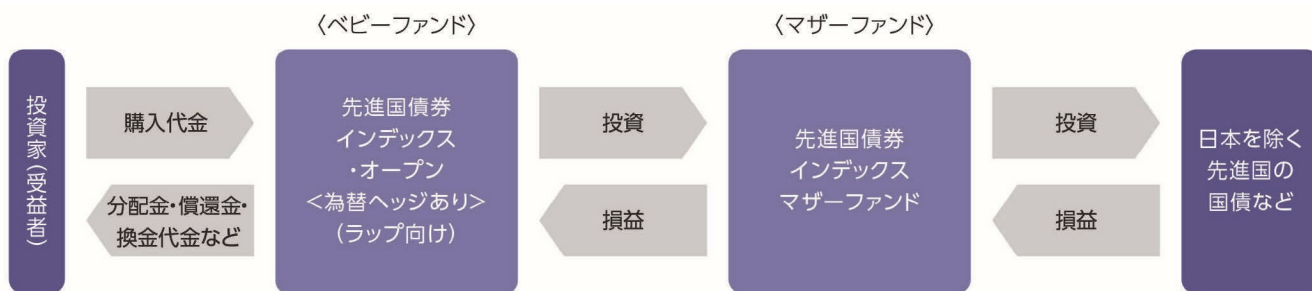 〈ベビーファンド〉
〈マザーファンド〉
投資家(受益者)
購入代金
分配金・償還金・
換金代金など
先進国債券
インデックス
・オープン
<為替ヘッジあり>
(ラップ向け)
投資
損益
先進国債券
インデックス
マザーファンド
投資
損益
日本を除く
先進国の
国債など